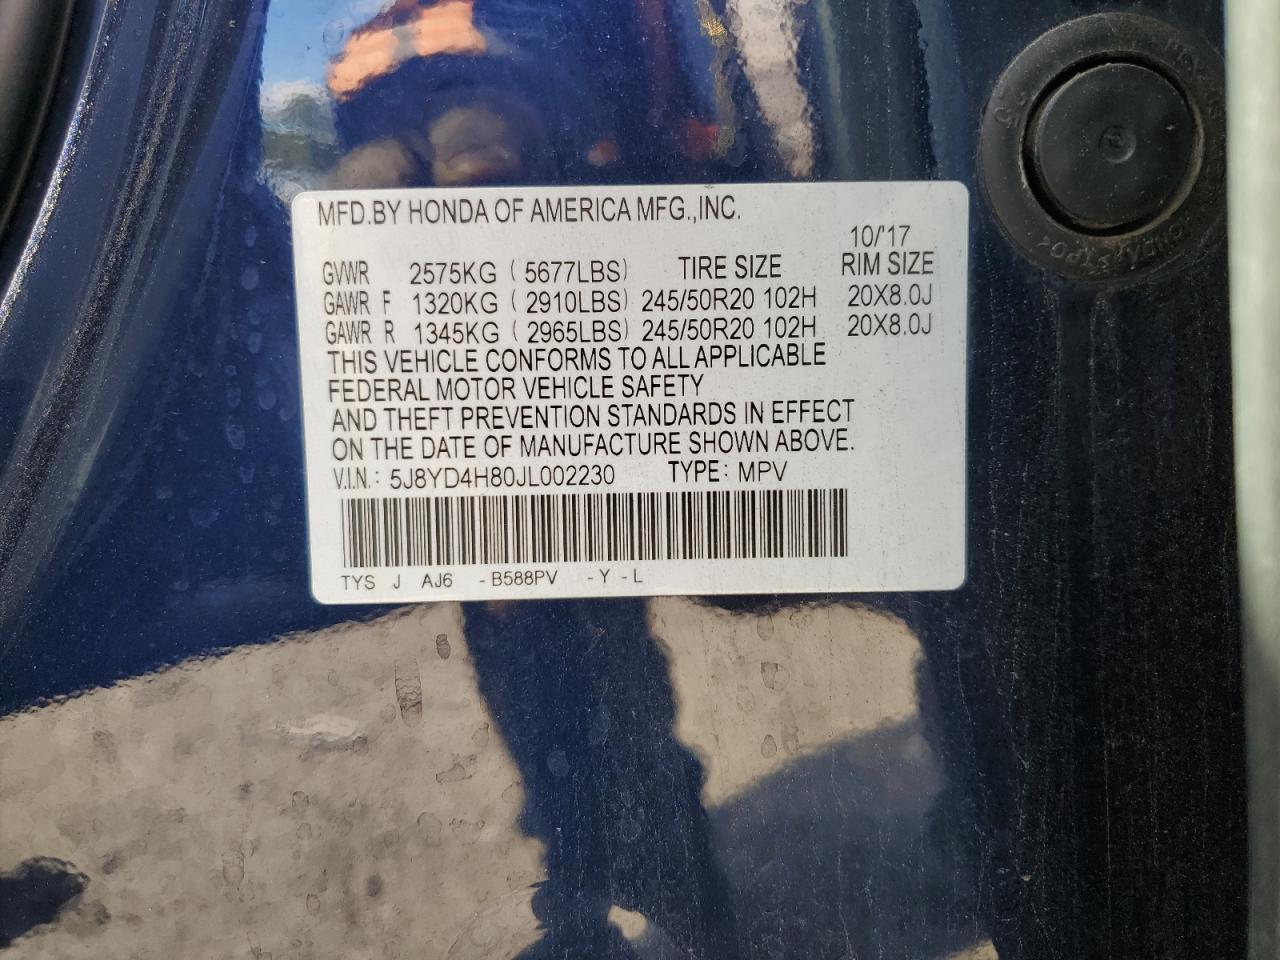 MFD.BY HONDA OF AMERICA MFG.,INC.
10/'17
GVWR 2575KG ( 5677LBS) TIRE SIZE RIM SIZE
GAWR F 1320KG ( 2910LBS) 245/50R20 102H 20X8.0J
GAWR R 1345KG ( 2965LBS) 245/50R20 102H 20X8.0J
THIS VEHICLE CONFORMS TO ALL APPLICABLE
FEDERAL MOTOR VEHICLE SAFETY
AND THEFT PREVENTION STANDARDS IN EFFECT
ON THE DATE OF MANUFACTURE SHOWN ABOVE.
V.I.N.: 5J8YD4H80JL002230 TYPE: MPV
TYS J AJ6 -B588PV -Y -L